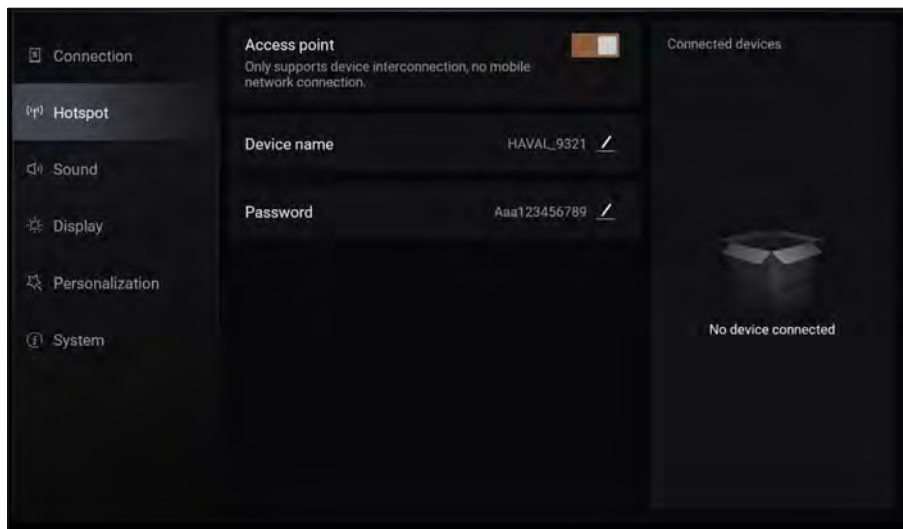 Connection
Hotspot
Sound
Display
Personalization
System
Access point
Only supports device interconnection, no mobile
network connection.
Device name
HAVAL_9321
Password
Aaa123456789
Connected devices
No device connected